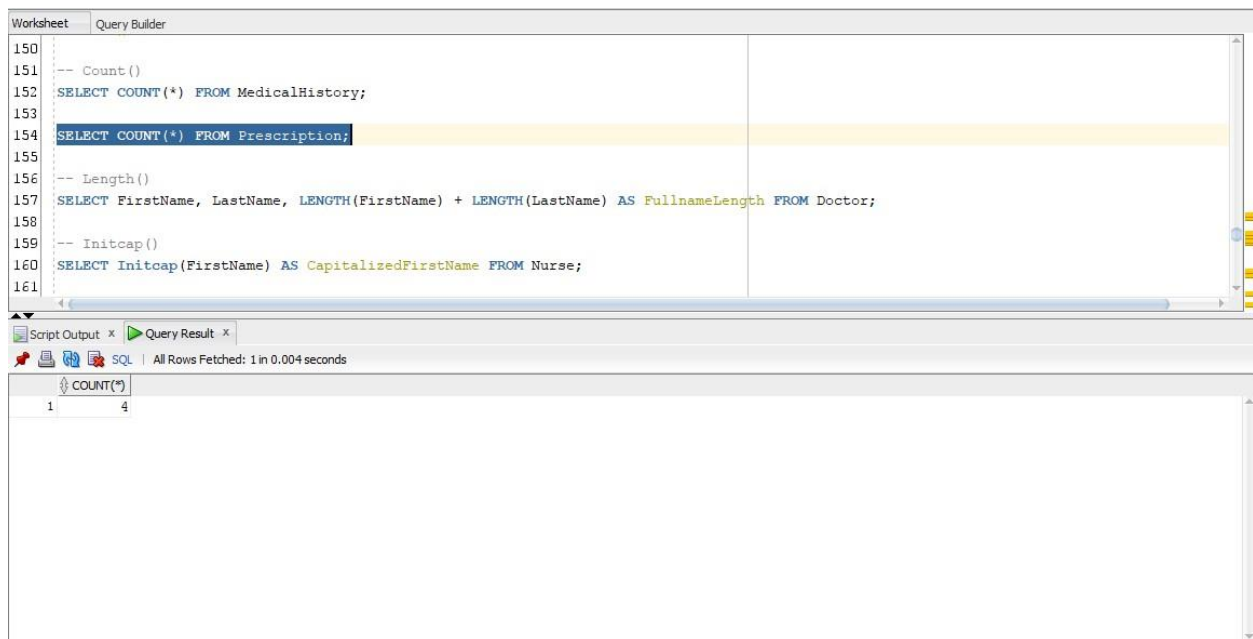 Worksheet Query Builder
150
151 -- Count()
152 SELECT COUNT(*) FROM MedicalHistory;
153
154 SELECT COUNT(*) FROM Prescription;
155
156 -- Length()
157 SELECT FirstName, LastName, LENGTH(FirstName) + LENGTH(LastName) AS FullnameLength FROM Doctor;
158
159 -- Initcap()
160 SELECT Initcap(FirstName) AS CapitalizedFirstName FROM Nurse;
161
Script Output x Query Result x
SQL | All Rows Fetched: 1 in 0.004 seconds
COUNT(*)
1 4